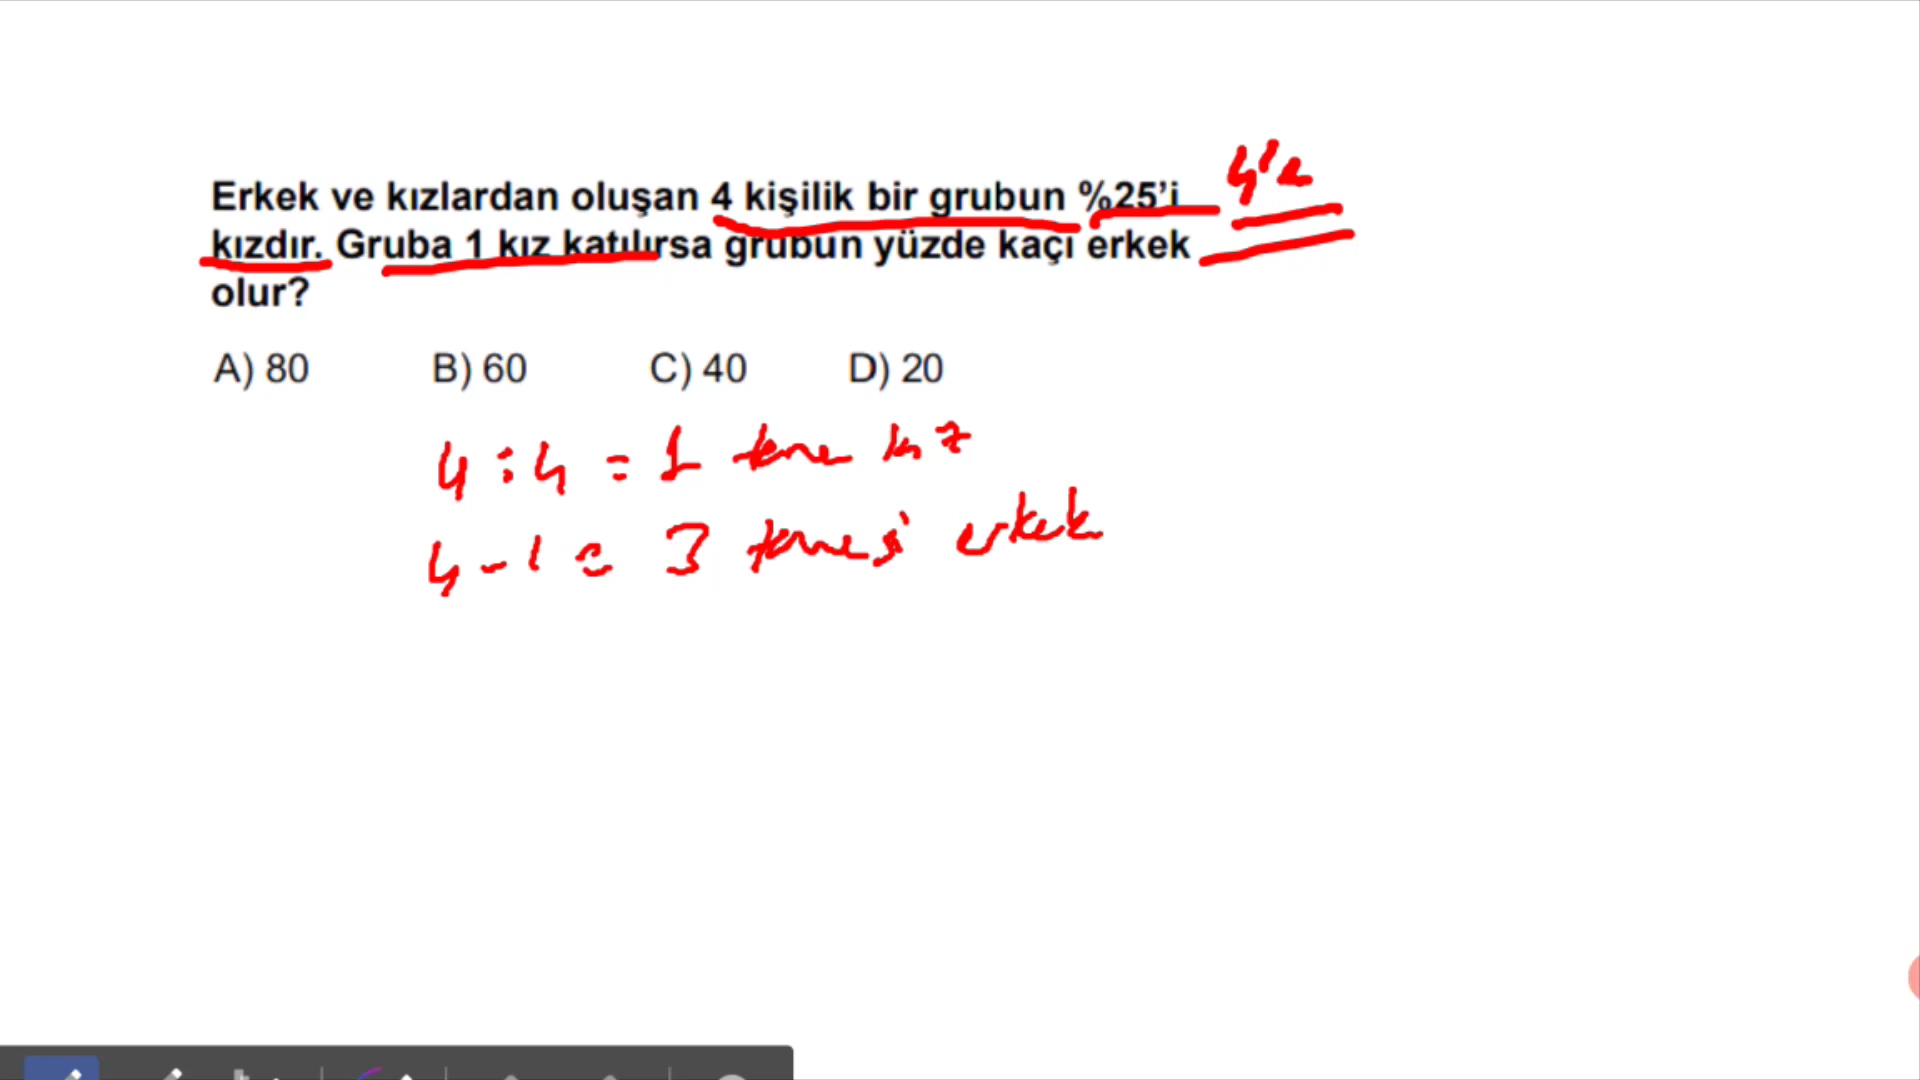 Erkek ve kızlardan oluşan 4 kişilik bir grubun %25'i
kızdır. Gruba 1 kız katılırsa grubun yüzde kaçı erkek
olur?
A) 80 B) 60 C) 40 D) 20
4 : 4 = 1 tane kız
4 - 1 = 3 tanesi erkek